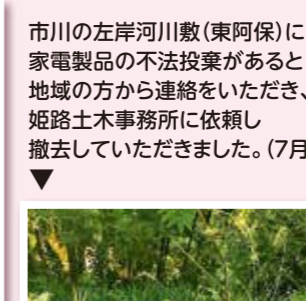 市川の左岸河川敷(東阿保)に
家電製品の不法投棄があると
地域の方から連絡をいただき、
姫路土木事務所に依頼し
撤去していただきました。(7月
▼